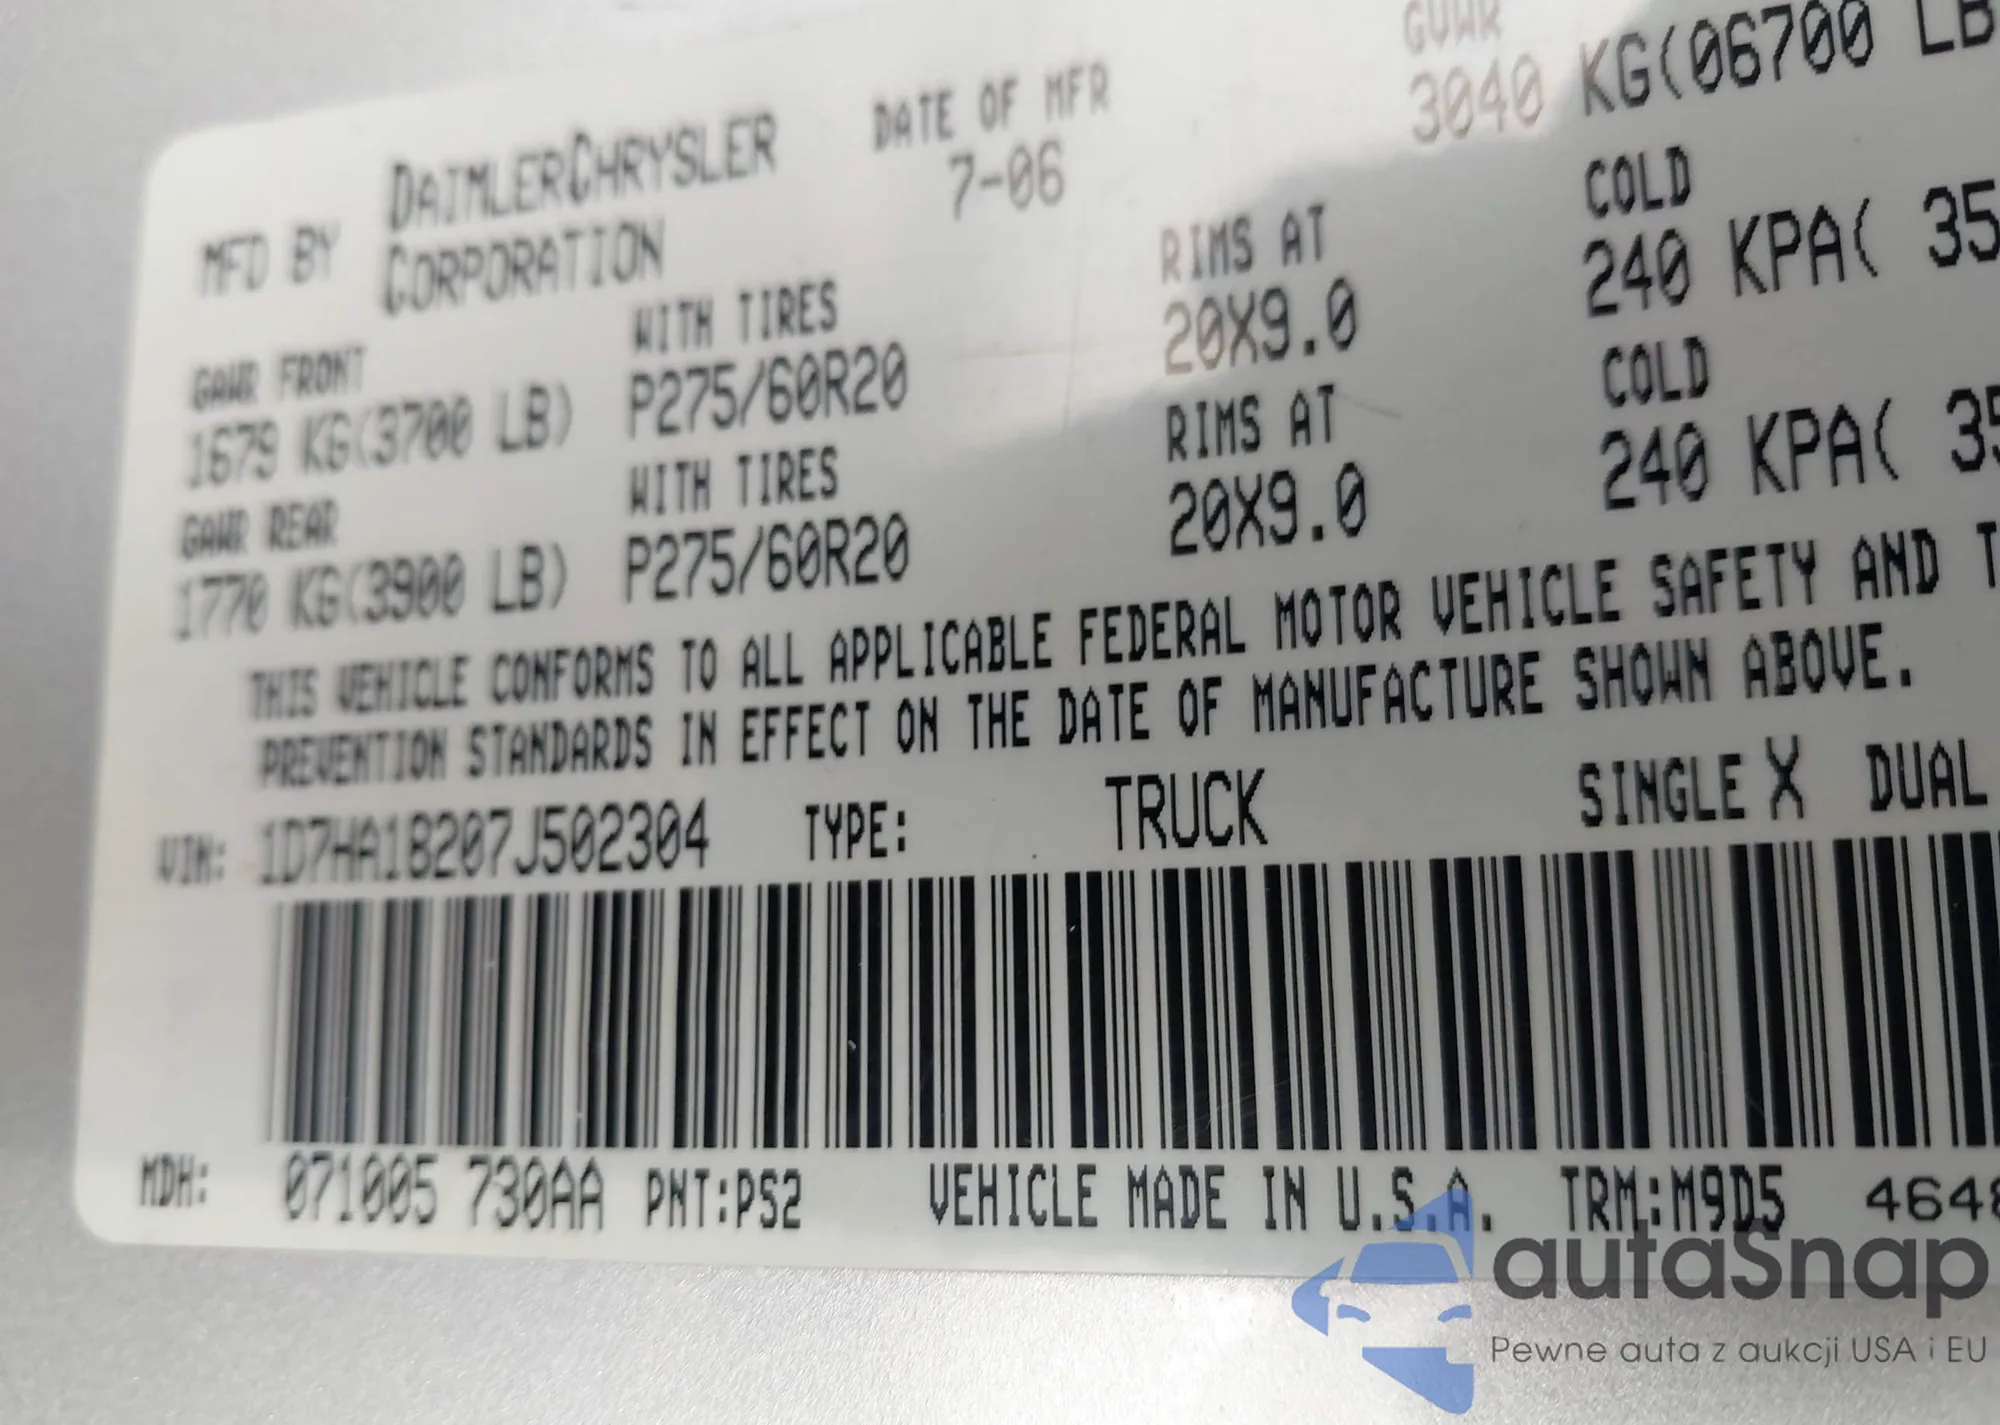 MFD BY DAIMLERCHRYSLER CORPORATION
DATE OF MFR
7-06
GVWR
3040 KG(06700 LB
GAWR FRONT
WITH TIRES
RIMS AT
COLD
1679 KG(3700 LB)
P275/60R20
20X9.0
240 KPA( 35
GAWR REAR
WITH TIRES
RIMS AT
COLD
1770 KG(3900 LB)
P275/60R20
20X9.0
240 KPA( 35
THIS VEHICLE CONFORMS TO ALL APPLICABLE FEDERAL MOTOR VEHICLE SAFETY AND T
PREVENTION STANDARDS IN EFFECT ON THE DATE OF MANUFACTURE SHOWN ABOVE.
VIN: 1D7HA18207J502304 TYPE: TRUCK SINGLE X DUAL
MDH: 071005 730AA PNT:PS2 VEHICLE MADE IN U.S.A. TRM:M9D5 4648
autaSnap
Pewne auta z aukcji USA i EU